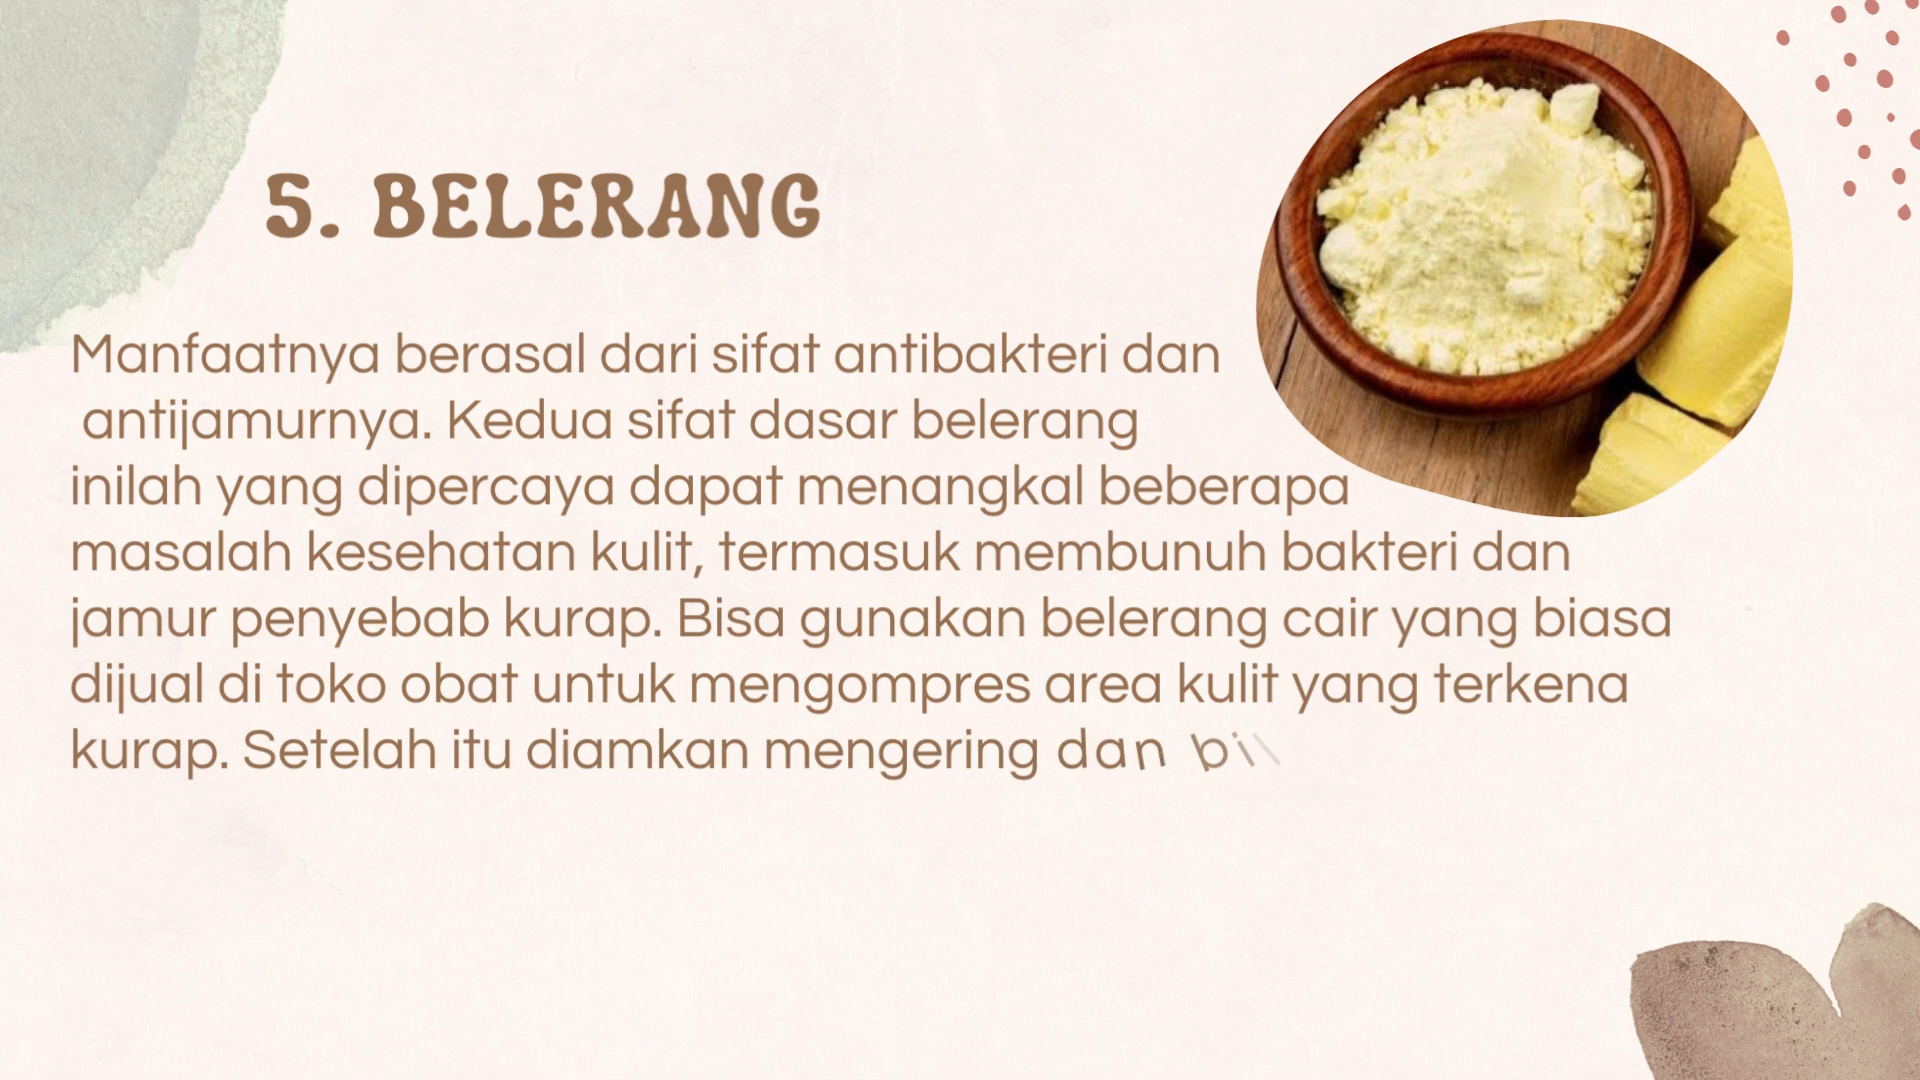 5. BELERANG
Manfaatnya berasal dari sifat antibakteri dan
antijamurnya. Kedua sifat dasar belerang
inilah yang dipercaya dapat menangkal beberapa
masalah kesehatan kulit, termasuk membunuh bakteri dan
jamur penyebab kurap. Bisa gunakan belerang cair yang biasa
dijual di toko obat untuk mengompres area kulit yang terkena
kurap. Setelah itu diamkan mengering dan